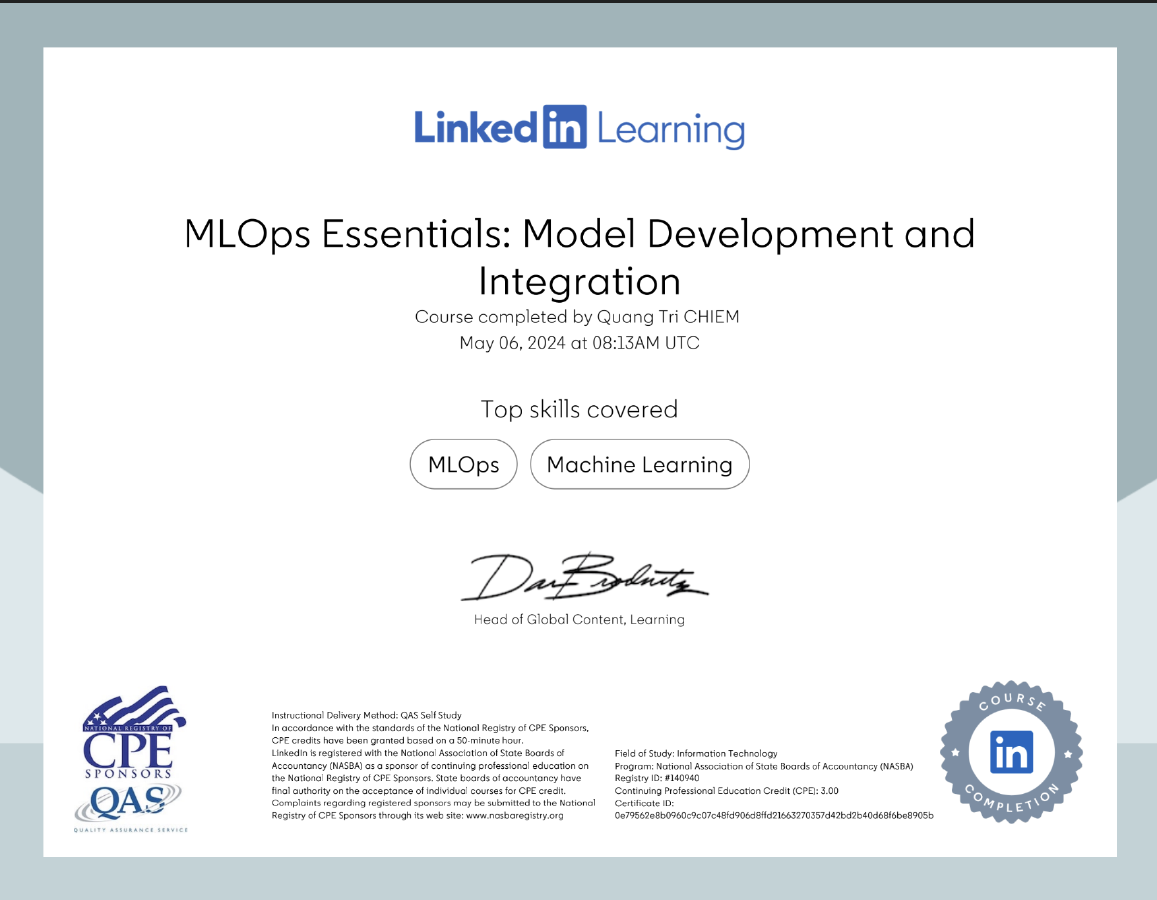 Linked in Learning
MLOps Essentials: Model Development and
Integration
Course completed by Quang Tri CHIEM
May 06, 2024 at 08:13AM UTC
Top skills covered
MLOps
Machine Learning
Dan Brodnitz
Head of Global Content, Learning
NATIONAL REGISTRY OF
CPE
SPONSORS
QAS
QUALITY ASSURANCE SERVICE
Instructional Delivery Method: QAS Self Study
In accordance with the standards of the National Registry of CPE Sponsors,
CPE credits have been granted based on a 50-minute hour.
LinkedIn is registered with the National Association of State Boards of
Accountancy (NASBA) as a sponsor of continuing professional education on
the National Registry of CPE Sponsors. State boards of accountancy have
final authority on the acceptance of individual courses for CPE credit.
Complaints regarding registered sponsors may be submitted to the National
Registry of CPE Sponsors through its web site: www.nasbaregistry.org
Field of Study: Information Technology
Program: National Association of State Boards of Accountancy (NASBA)
Registry ID: #140940
Continuing Professional Education Credit (CPE): 3.00
Certificate ID:
0e79562e8b0960c9c07c48fd906d8ffd21663270357d42bd2b40d68f6be8905b
COURSE
in
COMPLETION